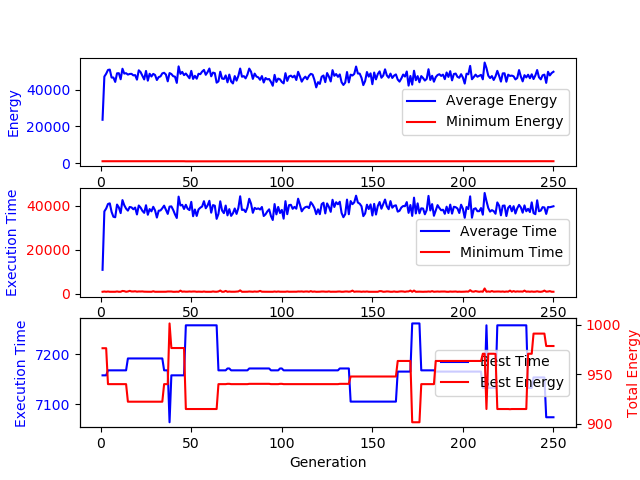 Energy
40000
20000
0
Average Energy
Minimum Energy
0 50 100 150 200 250
Execution Time
40000
20000
0
Average Time
Minimum Time
0 50 100 150 200 250
Execution Time
7200
7100
Best Time
Best Energy
1000
950
900
Total Energy
0 50 100 150 200 250
Generation